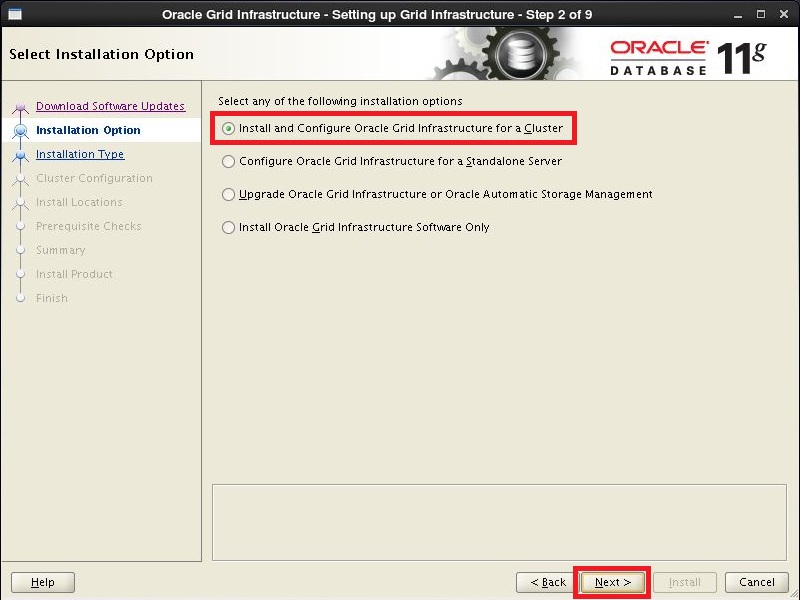 Oracle Grid Infrastructure - Setting up Grid Infrastructure - Step 2 of 9
Select Installation Option
ORACLE
DATABASE
11g
Download Software Updates
Installation Option
Installation Type
Cluster Configuration
Install Locations
Prerequisite Checks
Summary
Install Product
Finish
Select any of the following installation options
Install and Configure Oracle Grid Infrastructure for a Cluster
Configure Oracle Grid Infrastructure for a Standalone Server
Upgrade Oracle Grid Infrastructure or Oracle Automatic Storage Management
Install Oracle Grid Infrastructure Software Only
Help
< Back
Next >
Install
Cancel